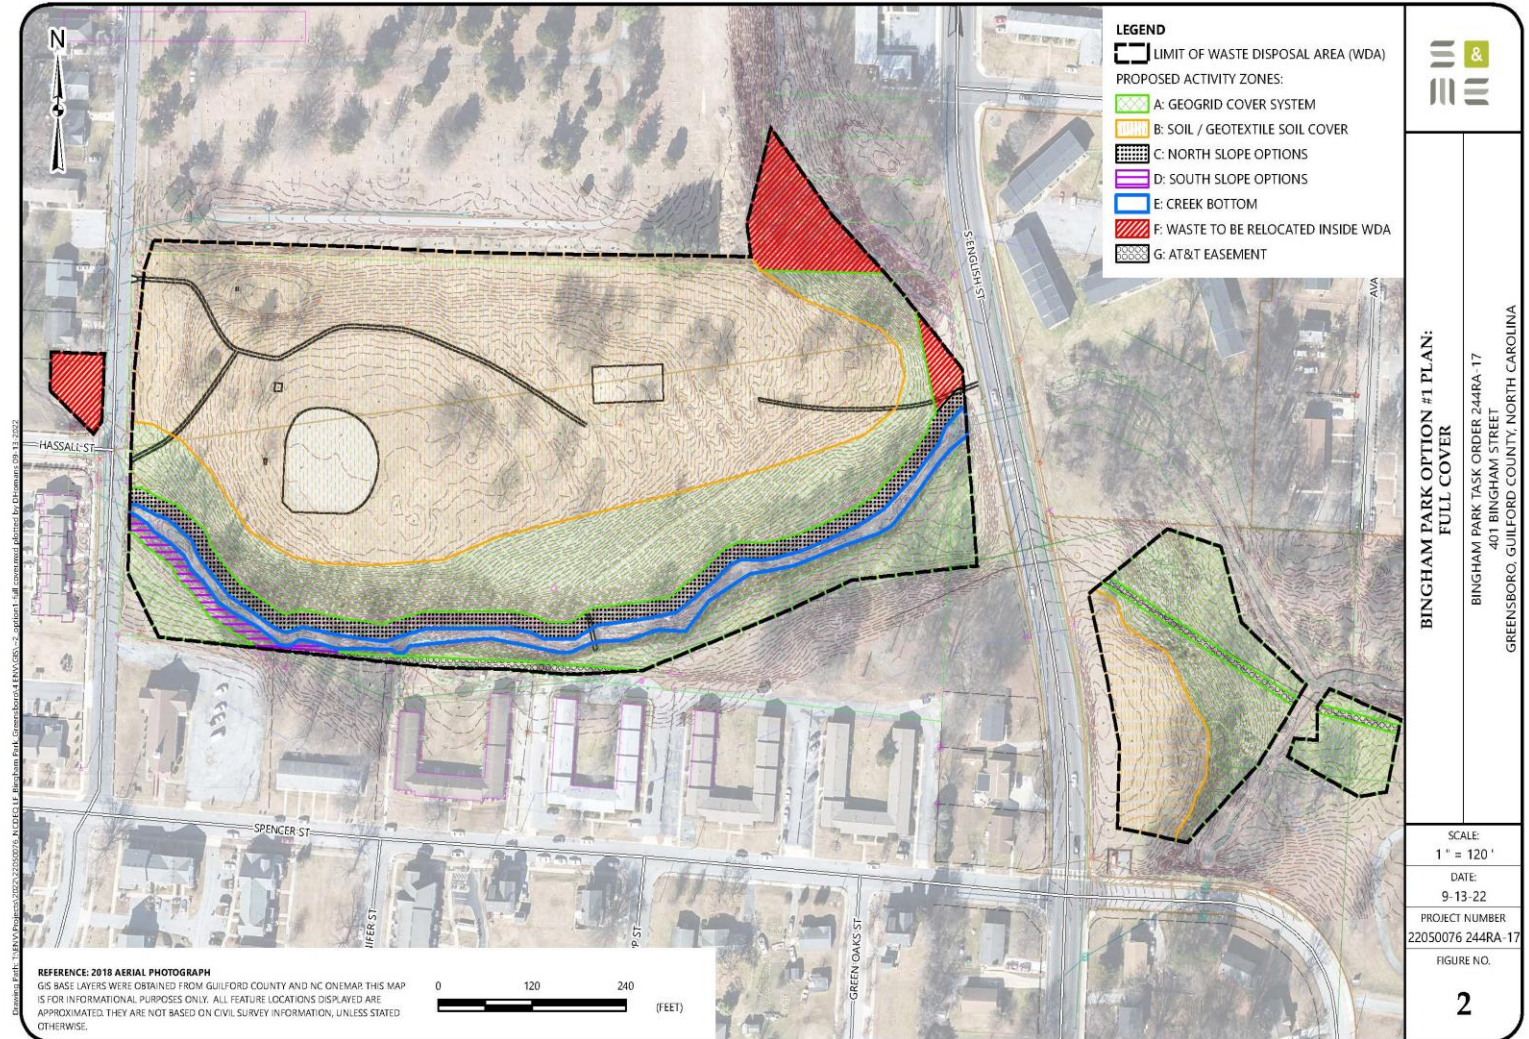 N
LEGEND
LIMIT OF WASTE DISPOSAL AREA (WDA)
PROPOSED ACTIVITY ZONES:
A: GEOGRID COVER SYSTEM
B: SOIL / GEOTEXTILE SOIL COVER
C: NORTH SLOPE OPTIONS
D: SOUTH SLOPE OPTIONS
E: CREEK BOTTOM
F: WASTE TO BE RELOCATED INSIDE WDA
G: AT&T EASEMENT
S ENGLISH ST
AVA
HASSALL ST
SPENCER ST
IFER ST
P ST
GREEN OAKS ST
REFERENCE: 2018 AERIAL PHOTOGRAPH
GIS BASE LAYERS WERE OBTAINED FROM GUILFORD COUNTY AND NC ONEMAP. THIS MAP
IS FOR INFORMATIONAL PURPOSES ONLY. ALL FEATURE LOCATIONS DISPLAYED ARE
APPROXIMATED. THEY ARE NOT BASED ON CIVIL SURVEY INFORMATION, UNLESS STATED
OTHERWISE.
0 120 240
(FEET)
S&ME
BINGHAM PARK OPTION #1 PLAN:
FULL COVER
BINGHAM PARK TASK ORDER 244RA-17
401 BINGHAM STREET
GREENSBORO, GUILFORD COUNTY, NORTH CAROLINA
SCALE:
1 " = 120 '
DATE:
9-13-22
PROJECT NUMBER
22050076 244RA-17
FIGURE NO.
2